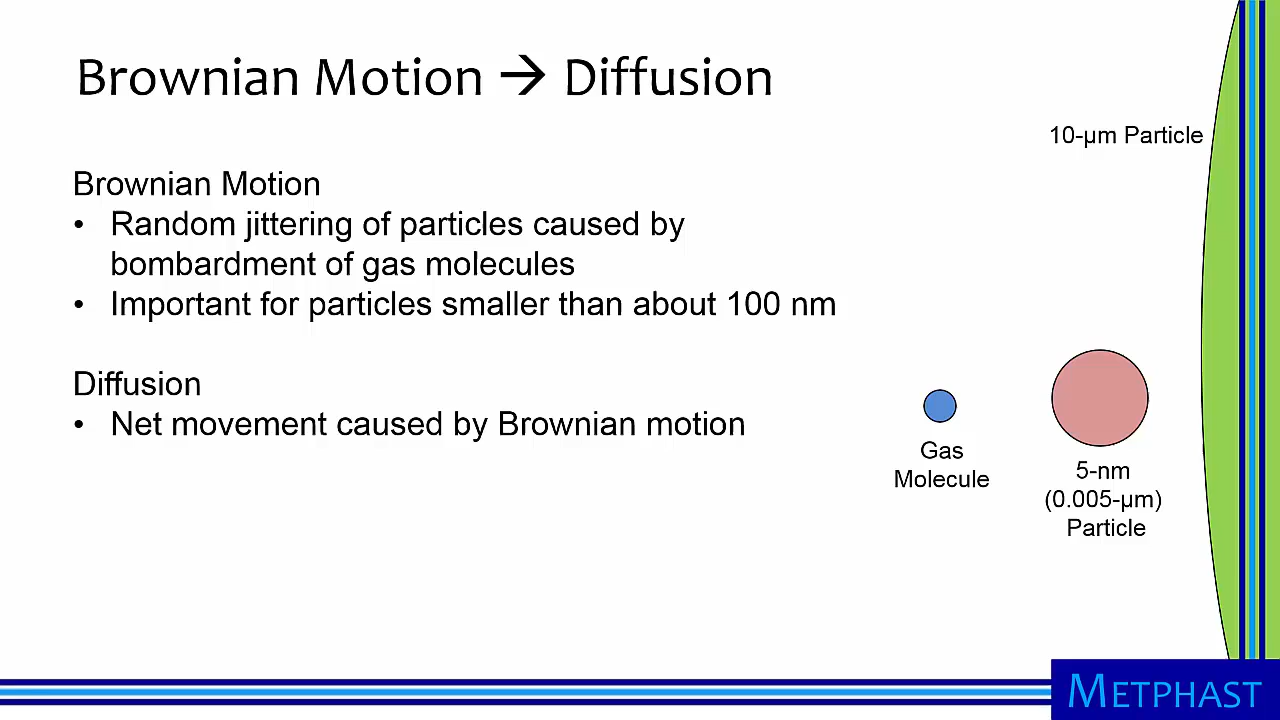 Brownian Motion → Diffusion
10-µm Particle
Brownian Motion
• Random jittering of particles caused by
bombardment of gas molecules
• Important for particles smaller than about 100 nm
Diffusion
• Net movement caused by Brownian motion
Gas
Molecule
5-nm
(0.005-µm)
Particle
METPHAST